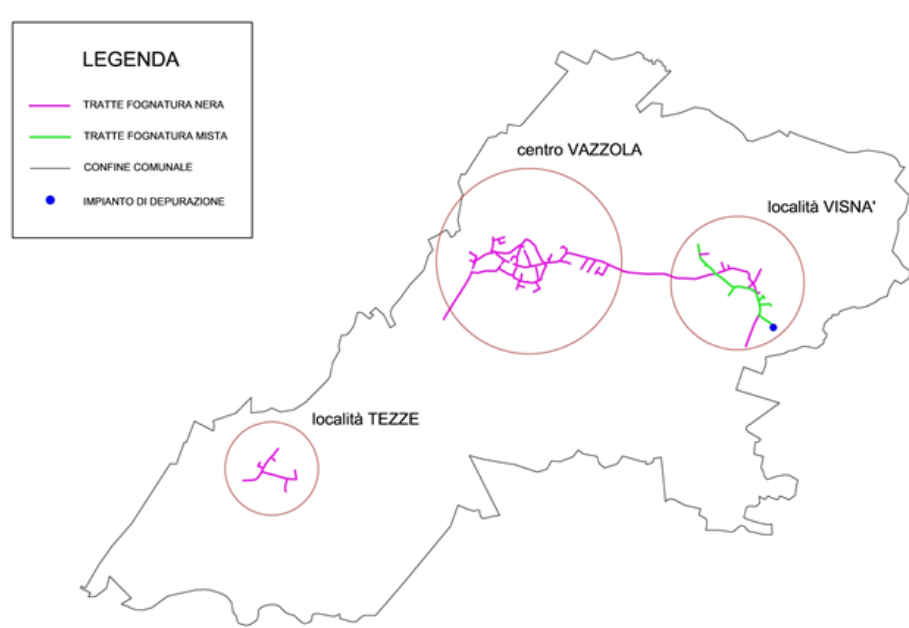 LEGENDA
TRATTE FOGNATURA NERA
TRATTE FOGNATURA MISTA
CONFINE COMUNALE
IMPIANTO DI DEPURAZIONE
centro VAZZOLA
località VISNA'
località TEZZE